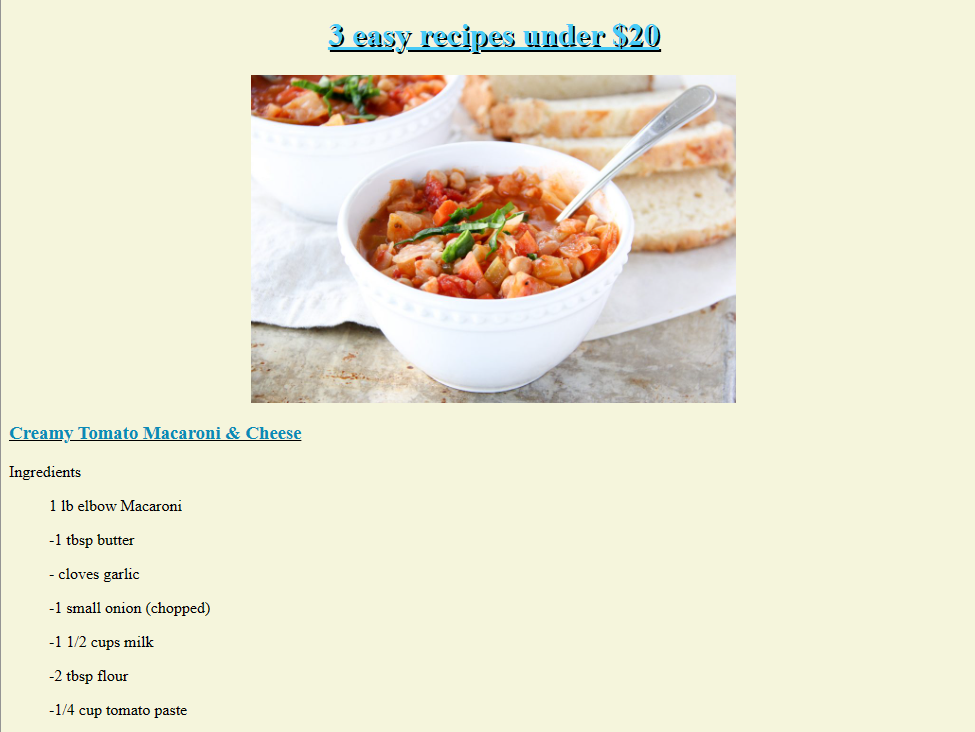 3 easy recipes under $20
Creamy Tomato Macaroni & Cheese
Ingredients
1 lb elbow Macaroni
-1 tbsp butter
- cloves garlic
-1 small onion (chopped)
-1 1/2 cups milk
-2 tbsp flour
-1/4 cup tomato paste